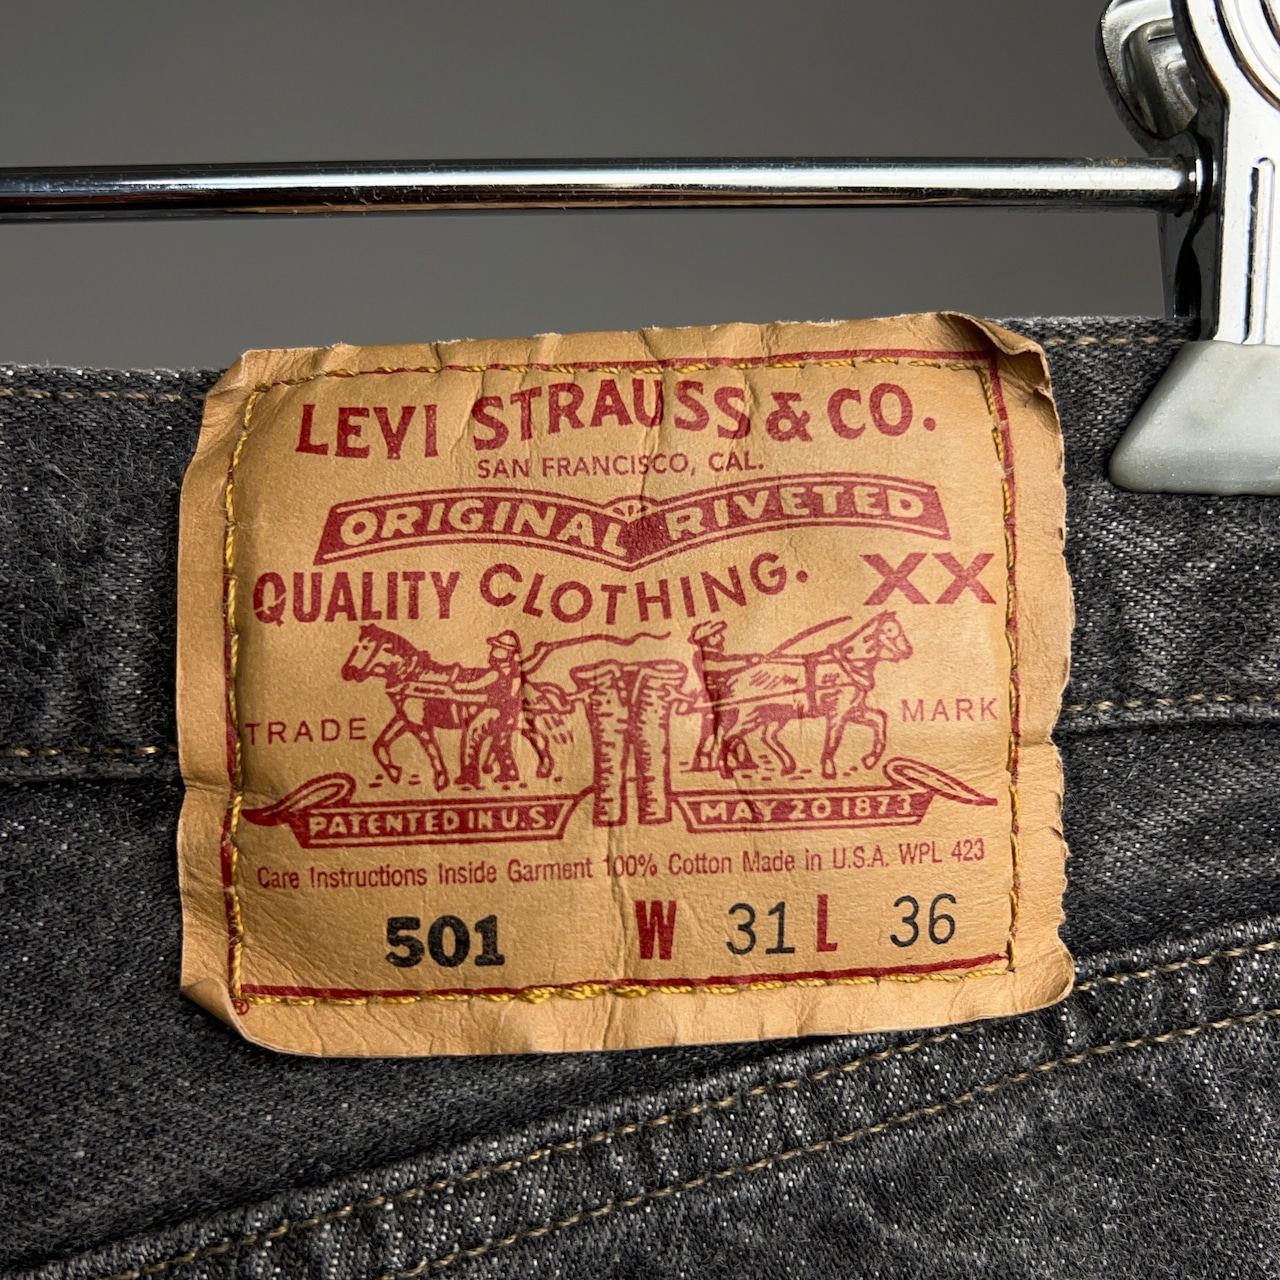 LEVI STRAUSS & CO.
SAN FRANCISCO, CAL.
ORIGINAL RIVETED
QUALITY CLOTHING. XX
TRADE MARK
PATENTED IN U.S. MAY 20 1873
Care Instructions Inside Garment 100% Cotton Made in U.S.A. WPL 423
501 W 31 L 36
®